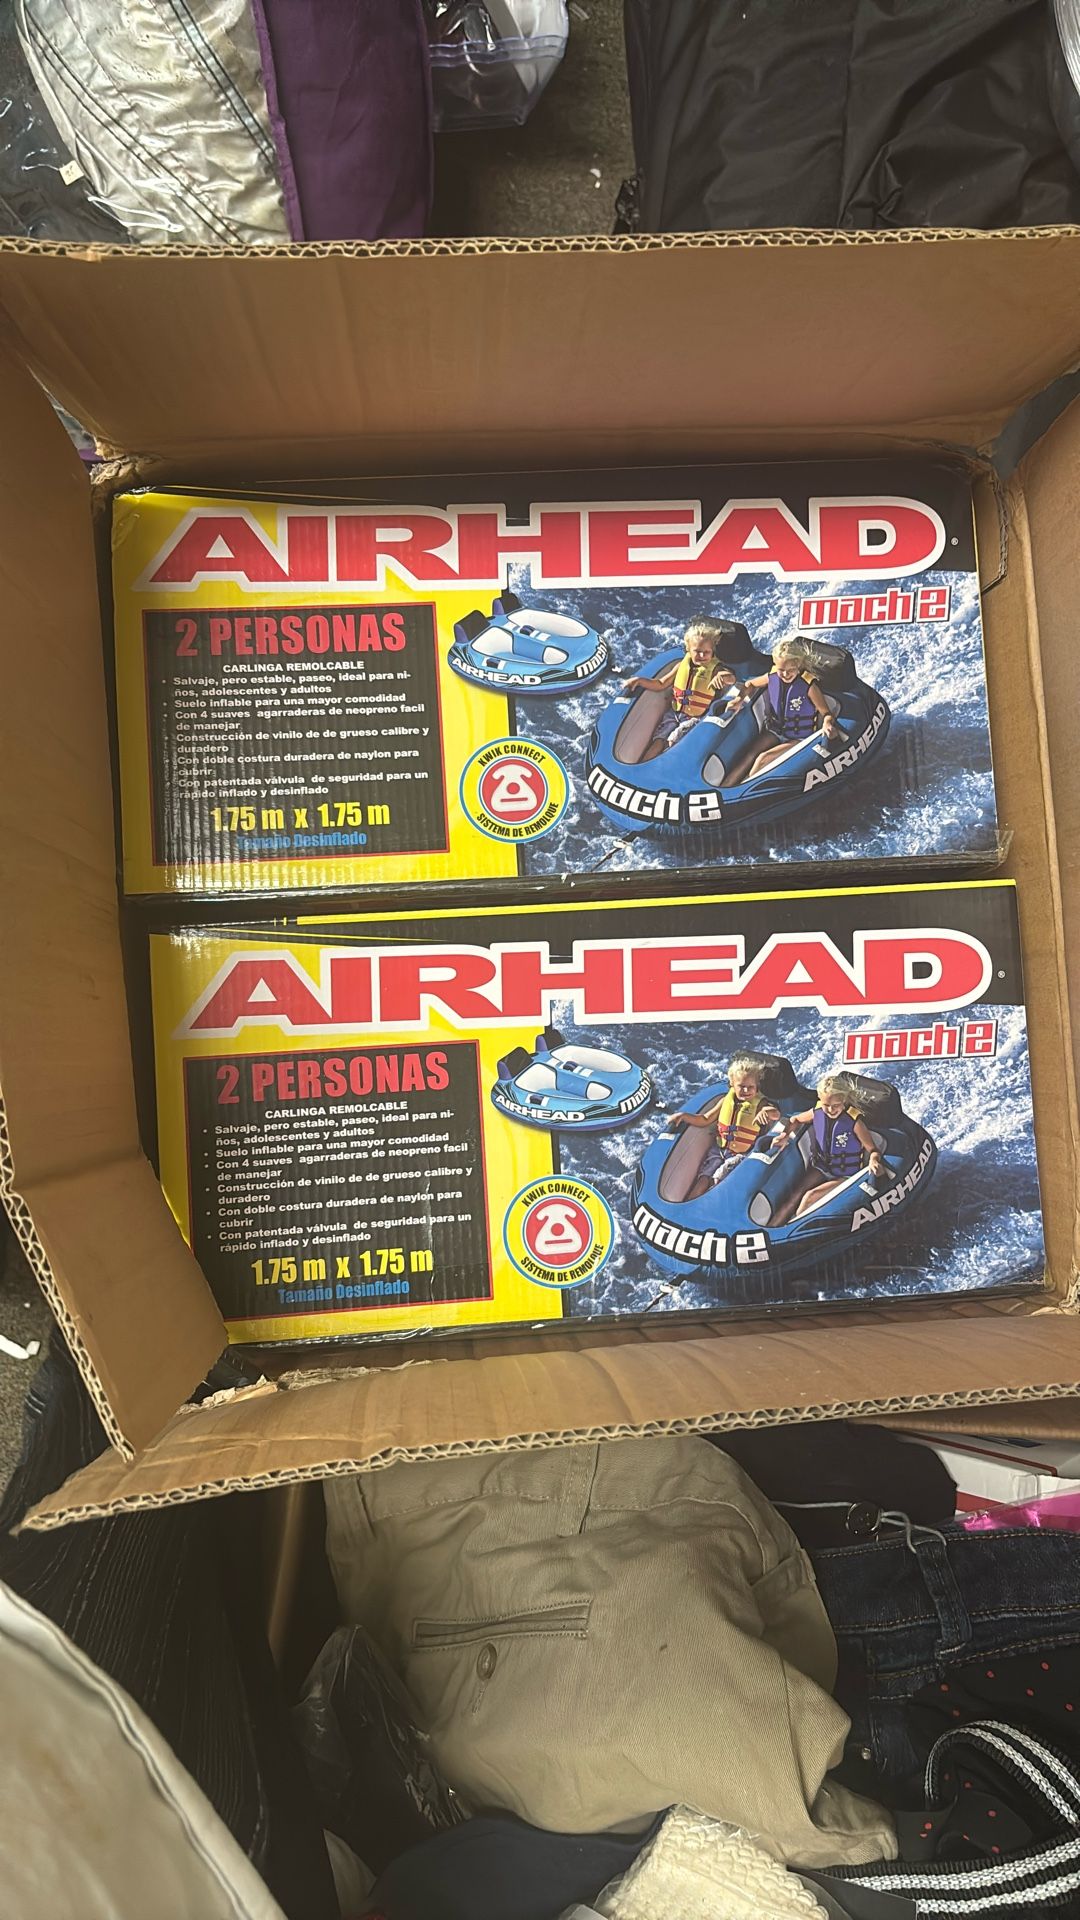 AIRHEAD®
mach 2
2 PERSONAS
CARLINGA REMOLCABLE
• Salvaje, pero estable, paseo, ideal para ni-
ños, adolescentes y adultos
• Suelo inflable para una mayor comodidad
• Con 4 suaves agarraderas de neopreno facil
de manejar
• Construcción de vinilo de de grueso calibre y
duradero
• Con doble costura duradera de naylon para
cubrir
• Con patentada válvula de seguridad para un
rápido inflado y desinflado
1.75 m x 1.75 m
Tamaño Desinflado
AIRHEAD
mach
KWIK CONNECT
SISTEMA DE REMOLQUE
mach 2
AIRHEAD
AIRHEAD®
mach 2
2 PERSONAS
CARLINGA REMOLCABLE
• Salvaje, pero estable, paseo, ideal para ni-
ños, adolescentes y adultos
• Suelo inflable para una mayor comodidad
• Con 4 suaves agarraderas de neopreno facil
de manejar
• Construcción de vinilo de de grueso calibre y
duradero
• Con doble costura duradera de naylon para
cubrir
• Con patentada válvula de seguridad para un
rápido inflado y desinflado
1.75 m x 1.75 m
Tamaño Desinflado
AIRHEAD
mach
KWIK CONNECT
SISTEMA DE REMOLQUE
mach 2
AIRHEAD